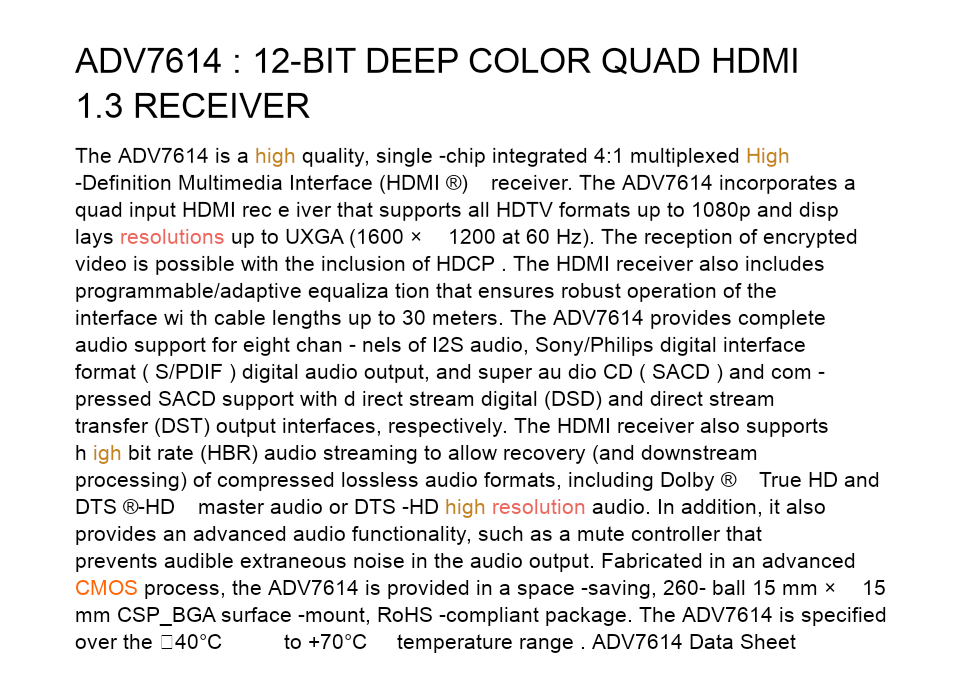 ADV7614 : 12-BIT DEEP COLOR QUAD HDMI
1.3 RECEIVER
The ADV7614 is a high quality, single -chip integrated 4:1 multiplexed High
-Definition Multimedia Interface (HDMI ®) receiver. The ADV7614 incorporates a
quad input HDMI rec e iver that supports all HDTV formats up to 1080p and disp
lays resolutions up to UXGA (1600 × 1200 at 60 Hz). The reception of encrypted
video is possible with the inclusion of HDCP . The HDMI receiver also includes
programmable/adaptive equaliza tion that ensures robust operation of the
interface wi th cable lengths up to 30 meters. The ADV7614 provides complete
audio support for eight chan - nels of I2S audio, Sony/Philips digital interface
format ( S/PDIF ) digital audio output, and super au dio CD ( SACD ) and com -
pressed SACD support with d irect stream digital (DSD) and direct stream
transfer (DST) output interfaces, respectively. The HDMI receiver also supports
h igh bit rate (HBR) audio streaming to allow recovery (and downstream
processing) of compressed lossless audio formats, including Dolby ® True HD and
DTS ®-HD master audio or DTS -HD high resolution audio. In addition, it also
provides an advanced audio functionality, such as a mute controller that
prevents audible extraneous noise in the audio output. Fabricated in an advanced
CMOS process, the ADV7614 is provided in a space -saving, 260- ball 15 mm × 15
mm CSP_BGA surface -mount, RoHS -compliant package. The ADV7614 is specified
over the 40°C to +70°C temperature range . ADV7614 Data Sheet